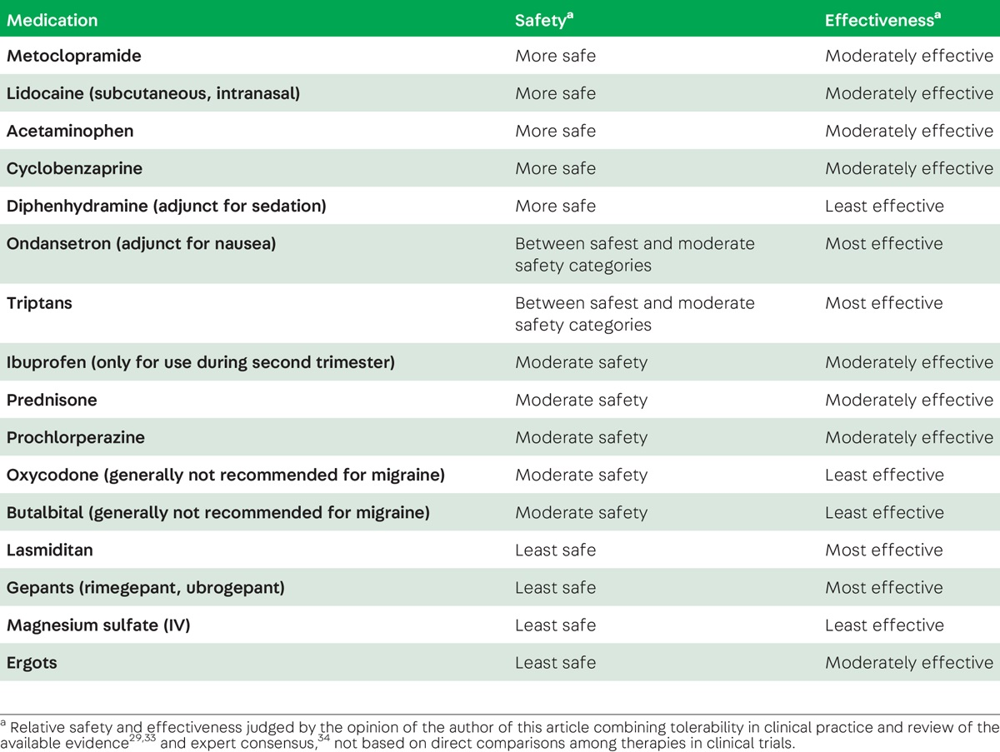 Medication Safetyᵃ Effectivenessᵃ
Metoclopramide More safe Moderately effective
Lidocaine (subcutaneous, intranasal) More safe Moderately effective
Acetaminophen More safe Moderately effective
Cyclobenzaprine More safe Moderately effective
Diphenhydramine (adjunct for sedation) More safe Least effective
Ondansetron (adjunct for nausea) Between safest and moderate Most effective
safety categories
Triptans Between safest and moderate Most effective
safety categories
Ibuprofen (only for use during second trimester) Moderate safety Moderately effective
Prednisone Moderate safety Moderately effective
Prochlorperazine Moderate safety Moderately effective
Oxycodone (generally not recommended for migraine) Moderate safety Least effective
Butalbital (generally not recommended for migraine) Moderate safety Least effective
Lasmiditan Least safe Most effective
Gepants (rimegepant, ubrogepant) Least safe Most effective
Magnesium sulfate (IV) Least safe Least effective
Ergots Least safe Moderately effective
ᵃ Relative safety and effectiveness judged by the opinion of the author of this article combining tolerability in clinical practice and review of the
available evidence²⁹,³³ and expert consensus,³⁴ not based on direct comparisons among therapies in clinical trials.